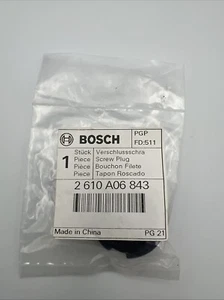 BOSCH
PGP
FD:511
1 Stück Verschlussschra
Piece Screw Plug
Pièce Bouchon Filete
Pieza Tapon Roscado
2 610 A06 843
Made in China
PG 21